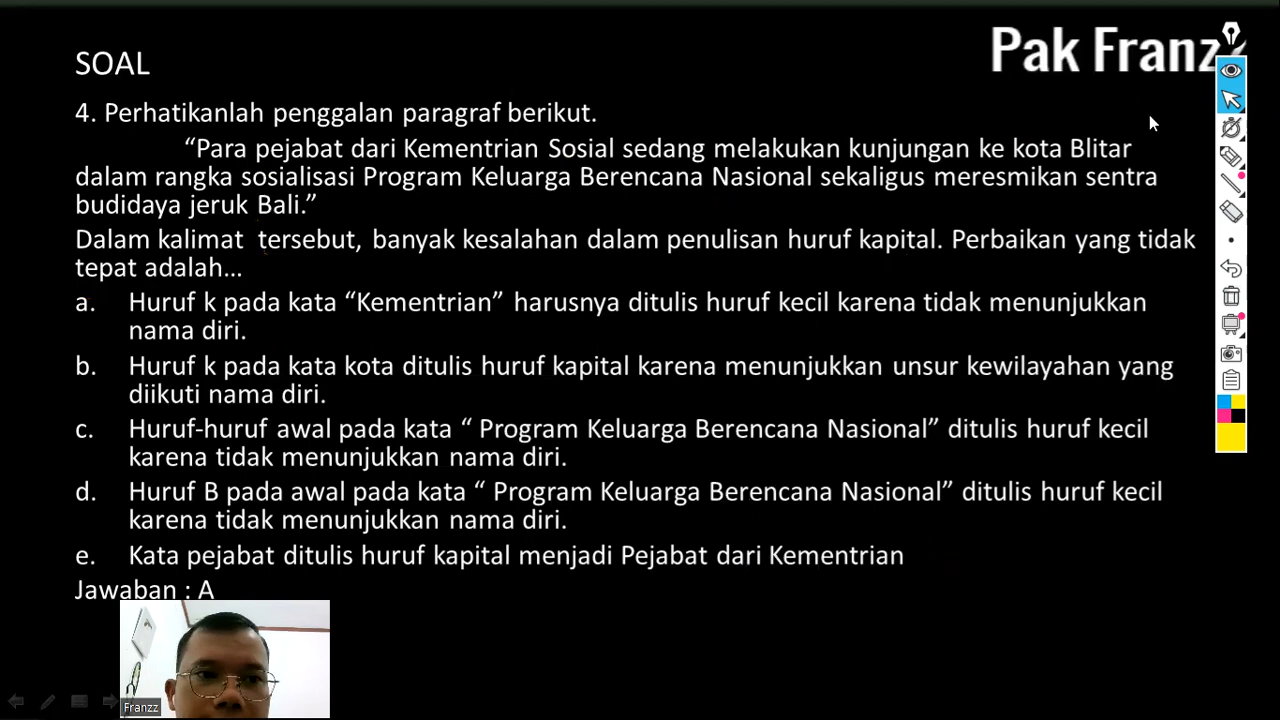 Pak Franzz
SOAL
4. Perhatikanlah penggalan paragraf berikut.
“Para pejabat dari Kementrian Sosial sedang melakukan kunjungan ke kota Blitar
dalam rangka sosialisasi Program Keluarga Berencana Nasional sekaligus meresmikan sentra
budidaya jeruk Bali.”
Dalam kalimat tersebut, banyak kesalahan dalam penulisan huruf kapital. Perbaikan yang tidak
tepat adalah...
a. Huruf k pada kata “Kementrian” harusnya ditulis huruf kecil karena tidak menunjukkan
nama diri.
b. Huruf k pada kata kota ditulis huruf kapital karena menunjukkan unsur kewilayahan yang
diikuti nama diri.
c. Huruf-huruf awal pada kata “ Program Keluarga Berencana Nasional” ditulis huruf kecil
karena tidak menunjukkan nama diri.
d. Huruf B pada awal pada kata “ Program Keluarga Berencana Nasional” ditulis huruf kecil
karena tidak menunjukkan nama diri.
e. Kata pejabat ditulis huruf kapital menjadi Pejabat dari Kementrian
Jawaban : A
Franzz